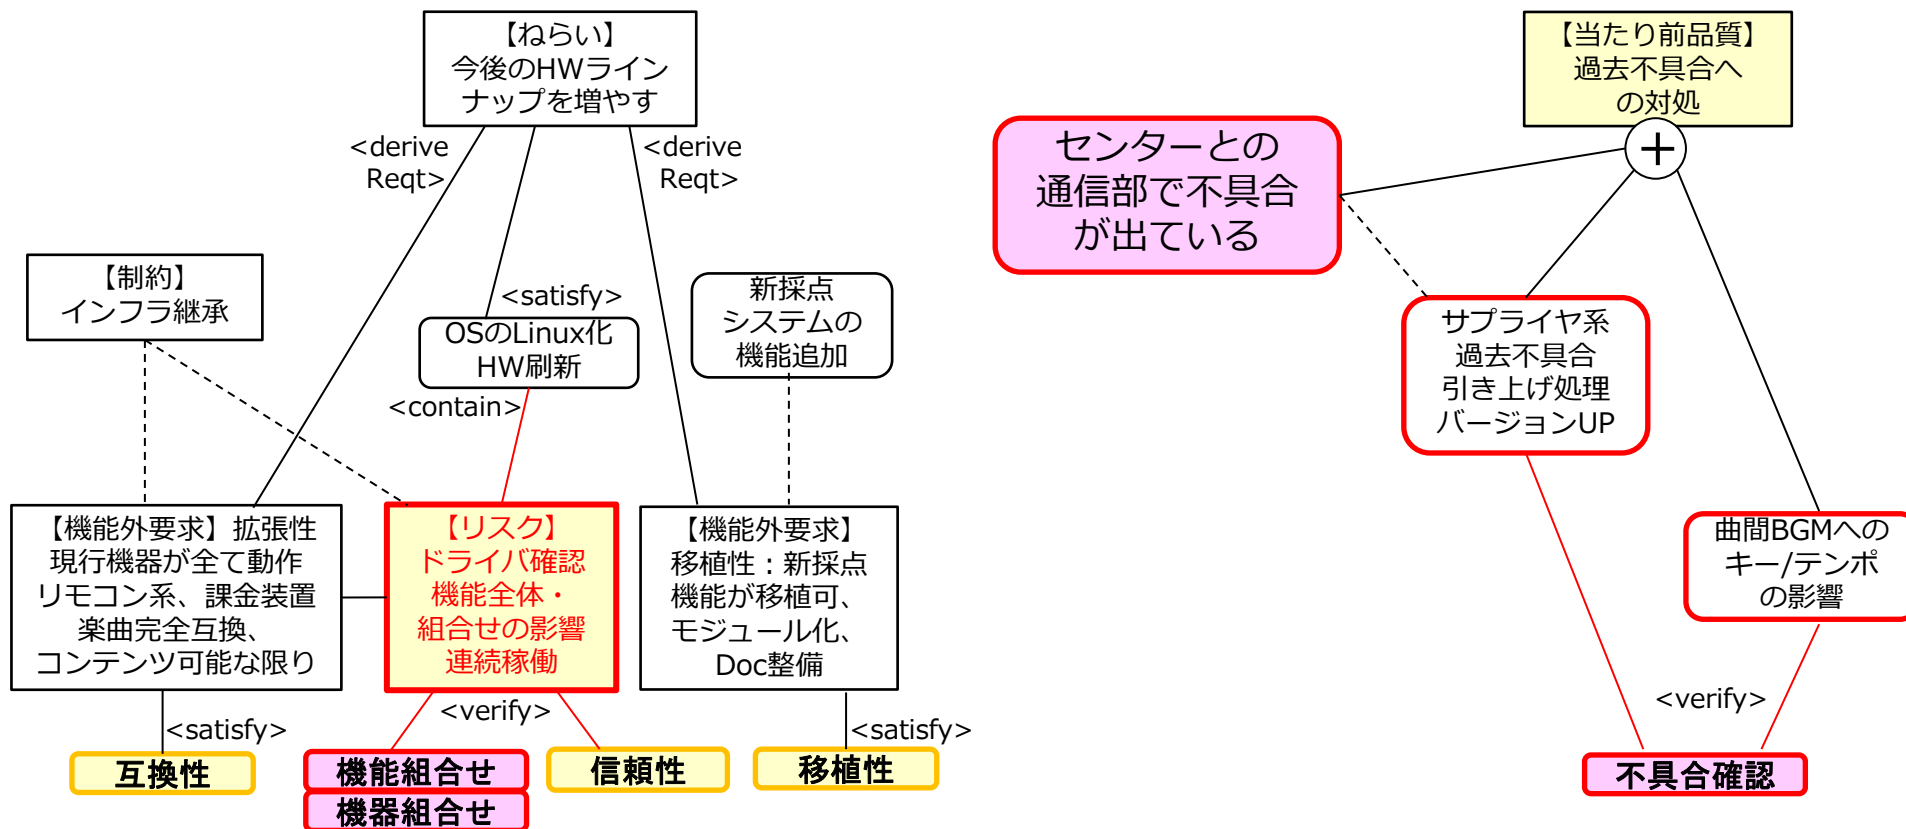 【ねらい】
今後のHWライン
ナップを増やす
<derive
Reqt>
<derive
Reqt>
【制約】
インフラ継承
<satisfy>
OSのLinux化
HW刷新
<contain>
新採点
システムの
機能追加
【機能外要求】拡張性
現行機器が全て動作
リモコン系、課金装置
楽曲完全互換、
コンテンツ可能な限り
【リスク】
ドライバ確認
機能全体・
組合せの影響
連続稼働
【機能外要求】
移植性：新採点
機能が移植可、
モジュール化、
Doc整備
<satisfy>
<verify>
<satisfy>
互換性
機能組合せ
機器組合せ
信頼性
移植性
【当たり前品質】
過去不具合へ
の対処
＋
センターとの
通信部で不具合
が出ている
サプライヤ系
過去不具合
引き上げ処理
バージョンUP
曲間BGMへの
キー/テンポ
の影響
<verify>
不具合確認